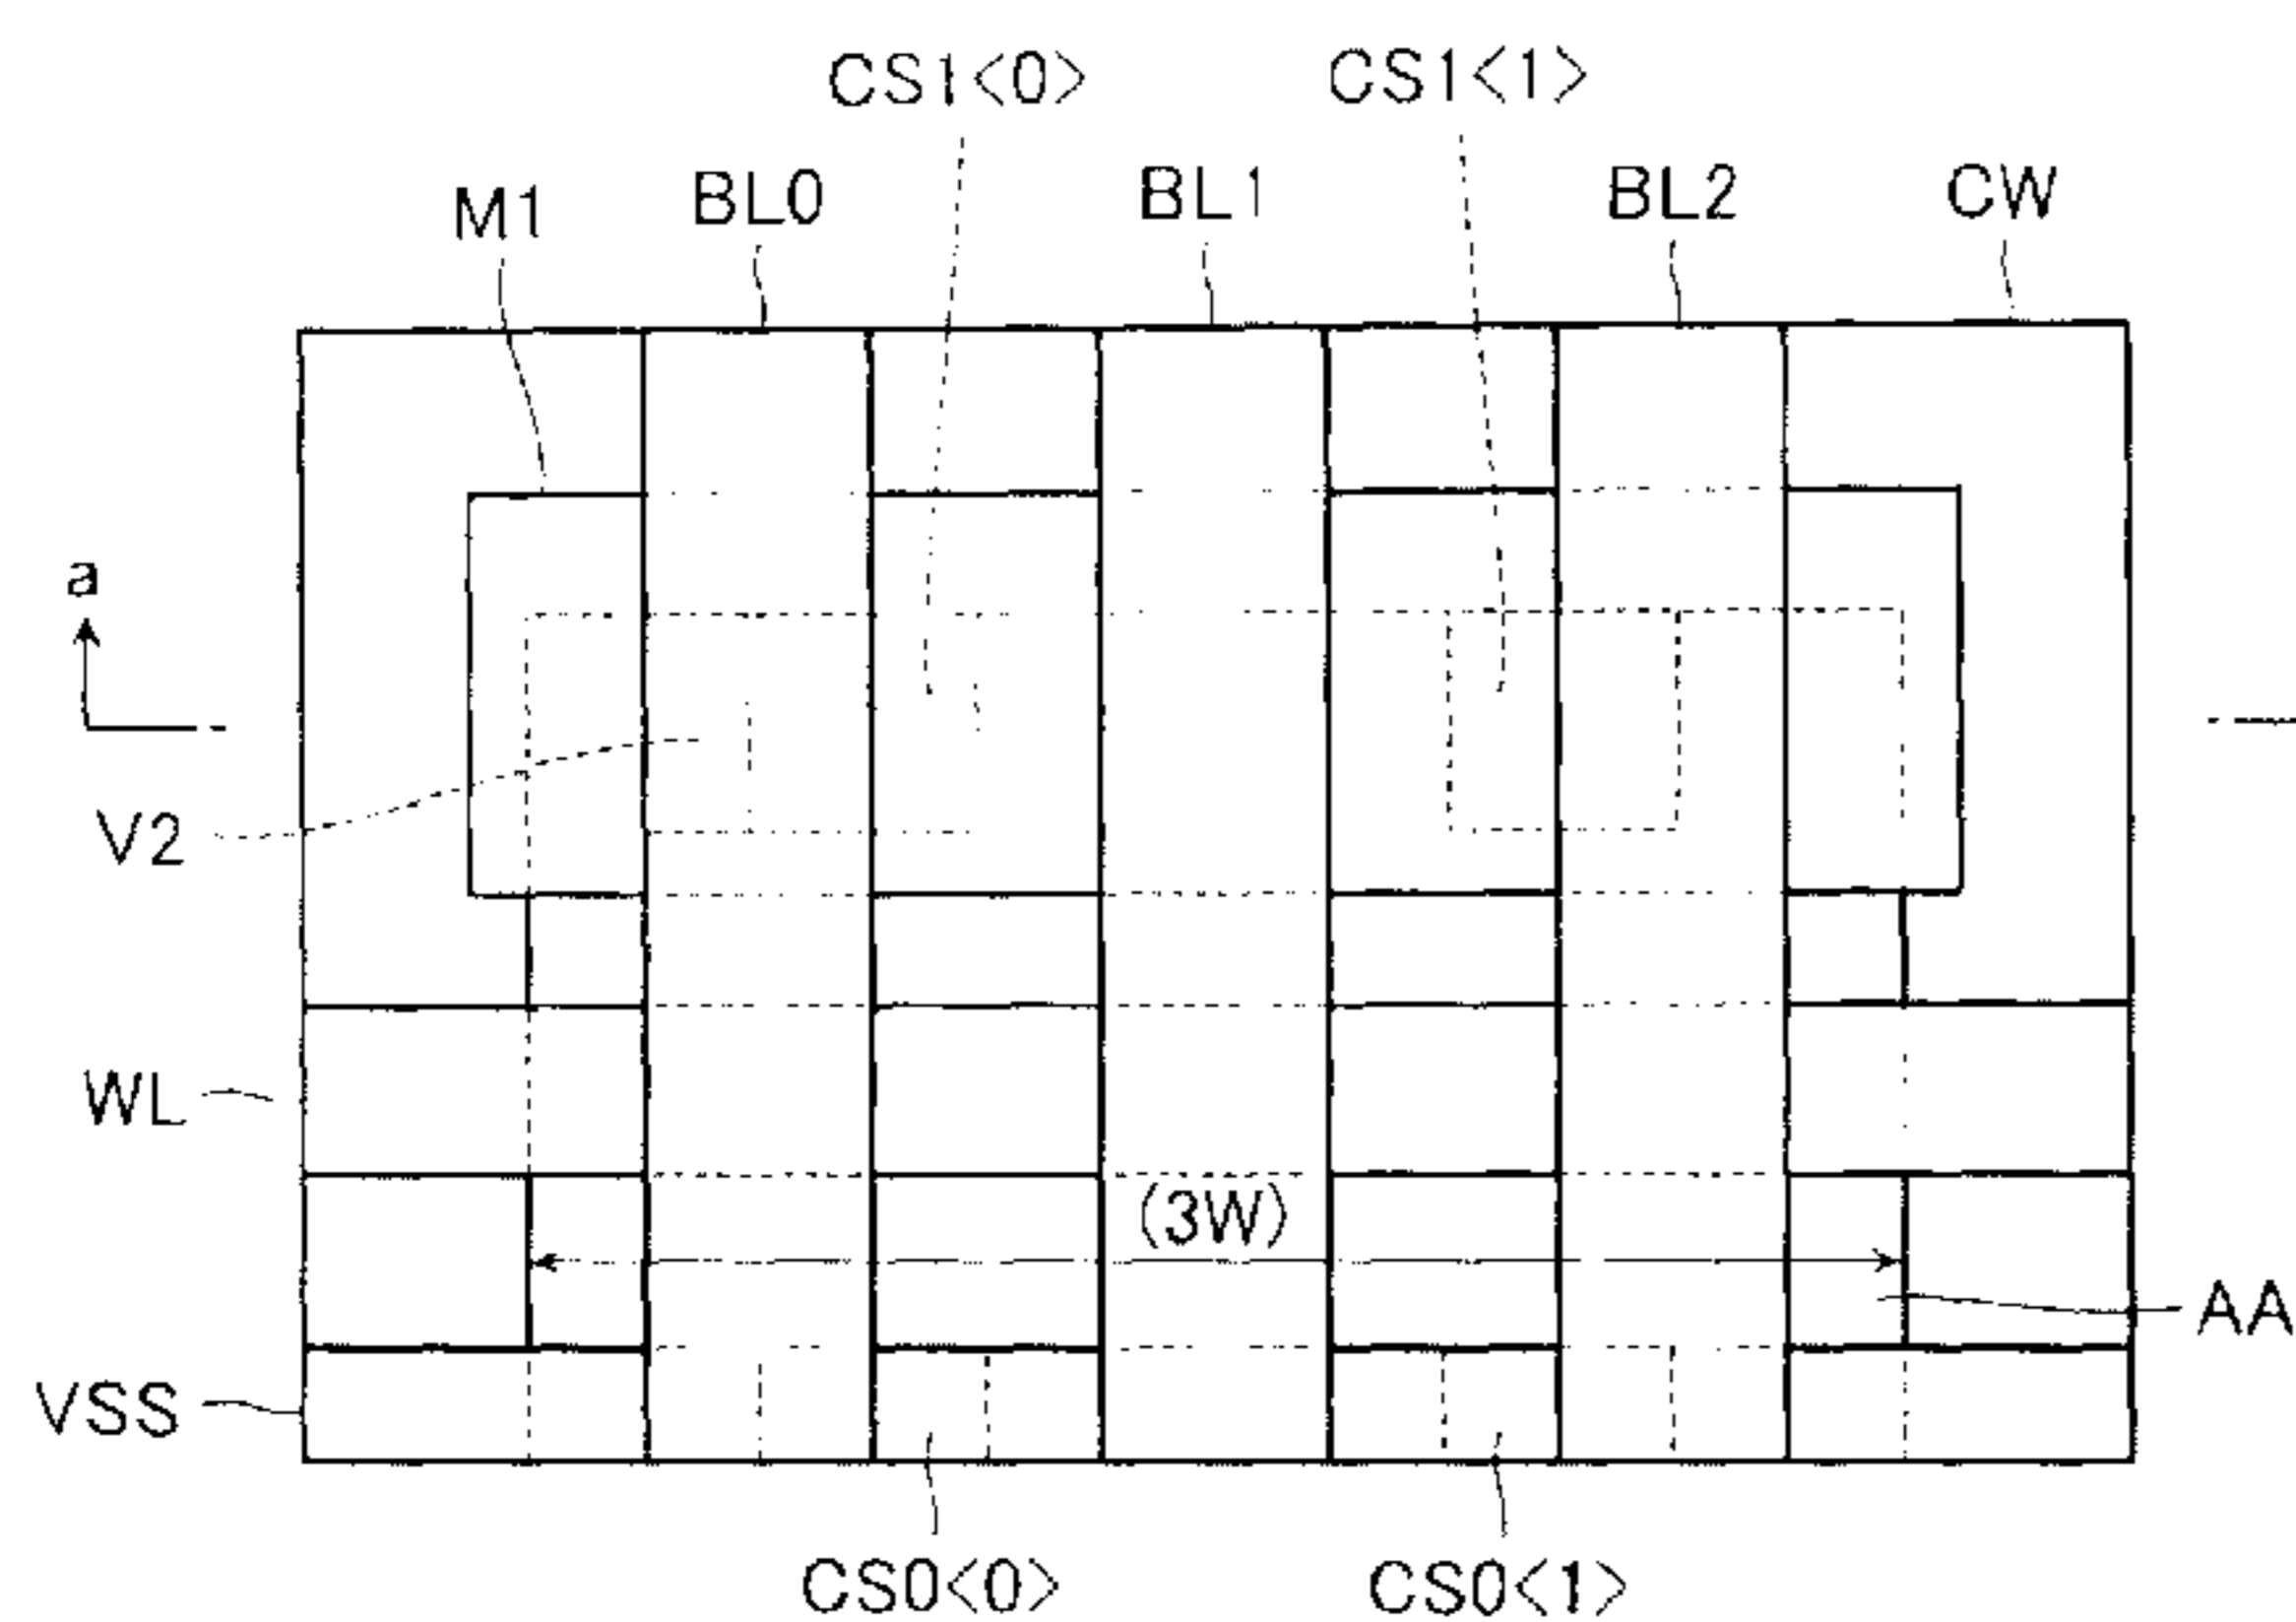 CS1<0> CS1<1>
M1 BL0 BL1 BL2 CW
a
V2
WL
(3W)
AA
VSS
CS0<0> CS0<1>